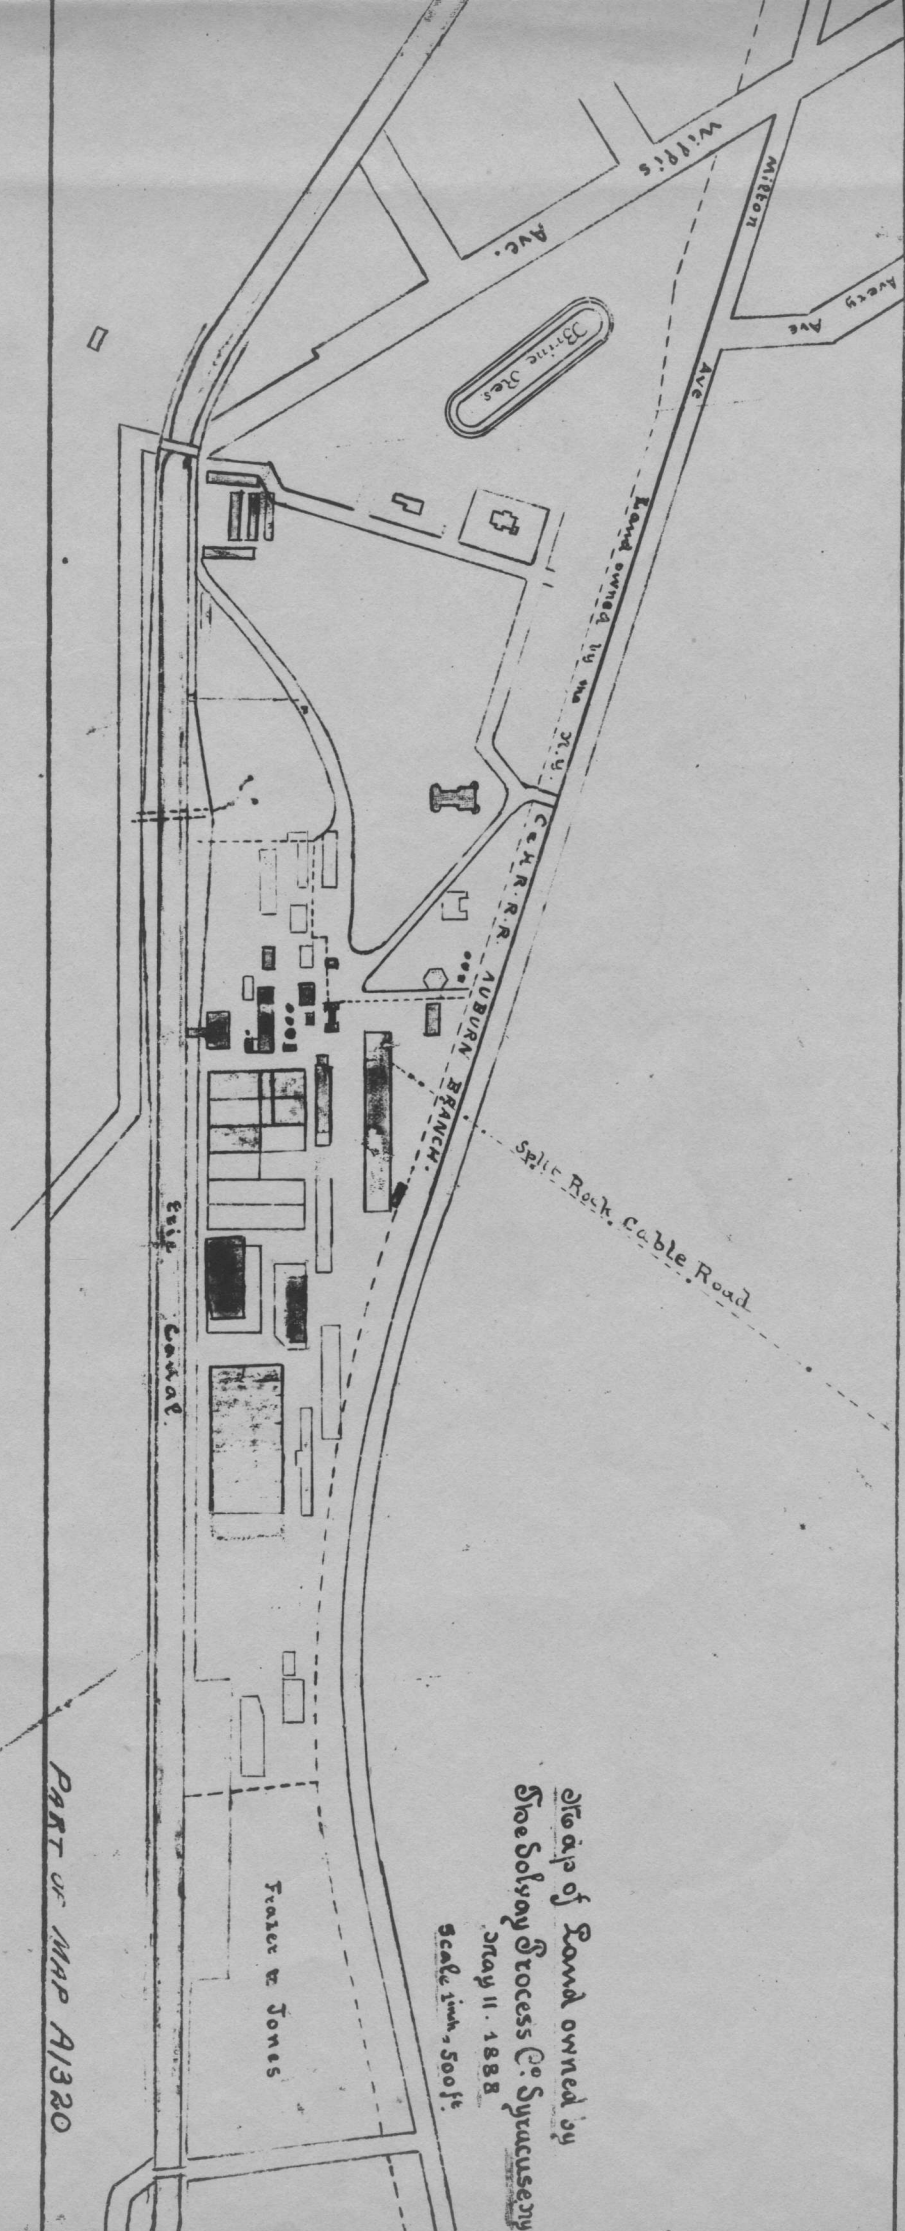 Map of Land owned by
The Solvay Process Co. Syracuse NY
May 11. 1888
Scale 1 inch = 500 ft.
Willis Ave.
Milton Ave
Avery Ave
Brine Res
Land owned by the N.Y. C & H. R. R. R. AUBURN BRANCH.
Split Rock Cable Road
Erie Canal.
Frazer & Jones
PART OF MAP A1320